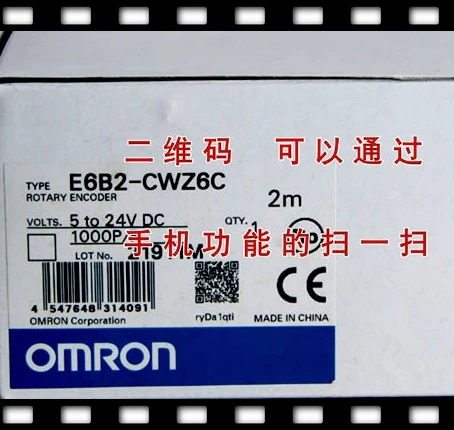 二维码 可以通过
TYPE E6B2-CWZ6C
ROTARY ENCODER
2m
VOLTS. 5 to 24V DC
QTY. 1
1000P
手机功能的扫一扫
LOT No.
4 547648 314091
ryDa1qti
OMRON Corporation
MADE IN CHINA
OMRON